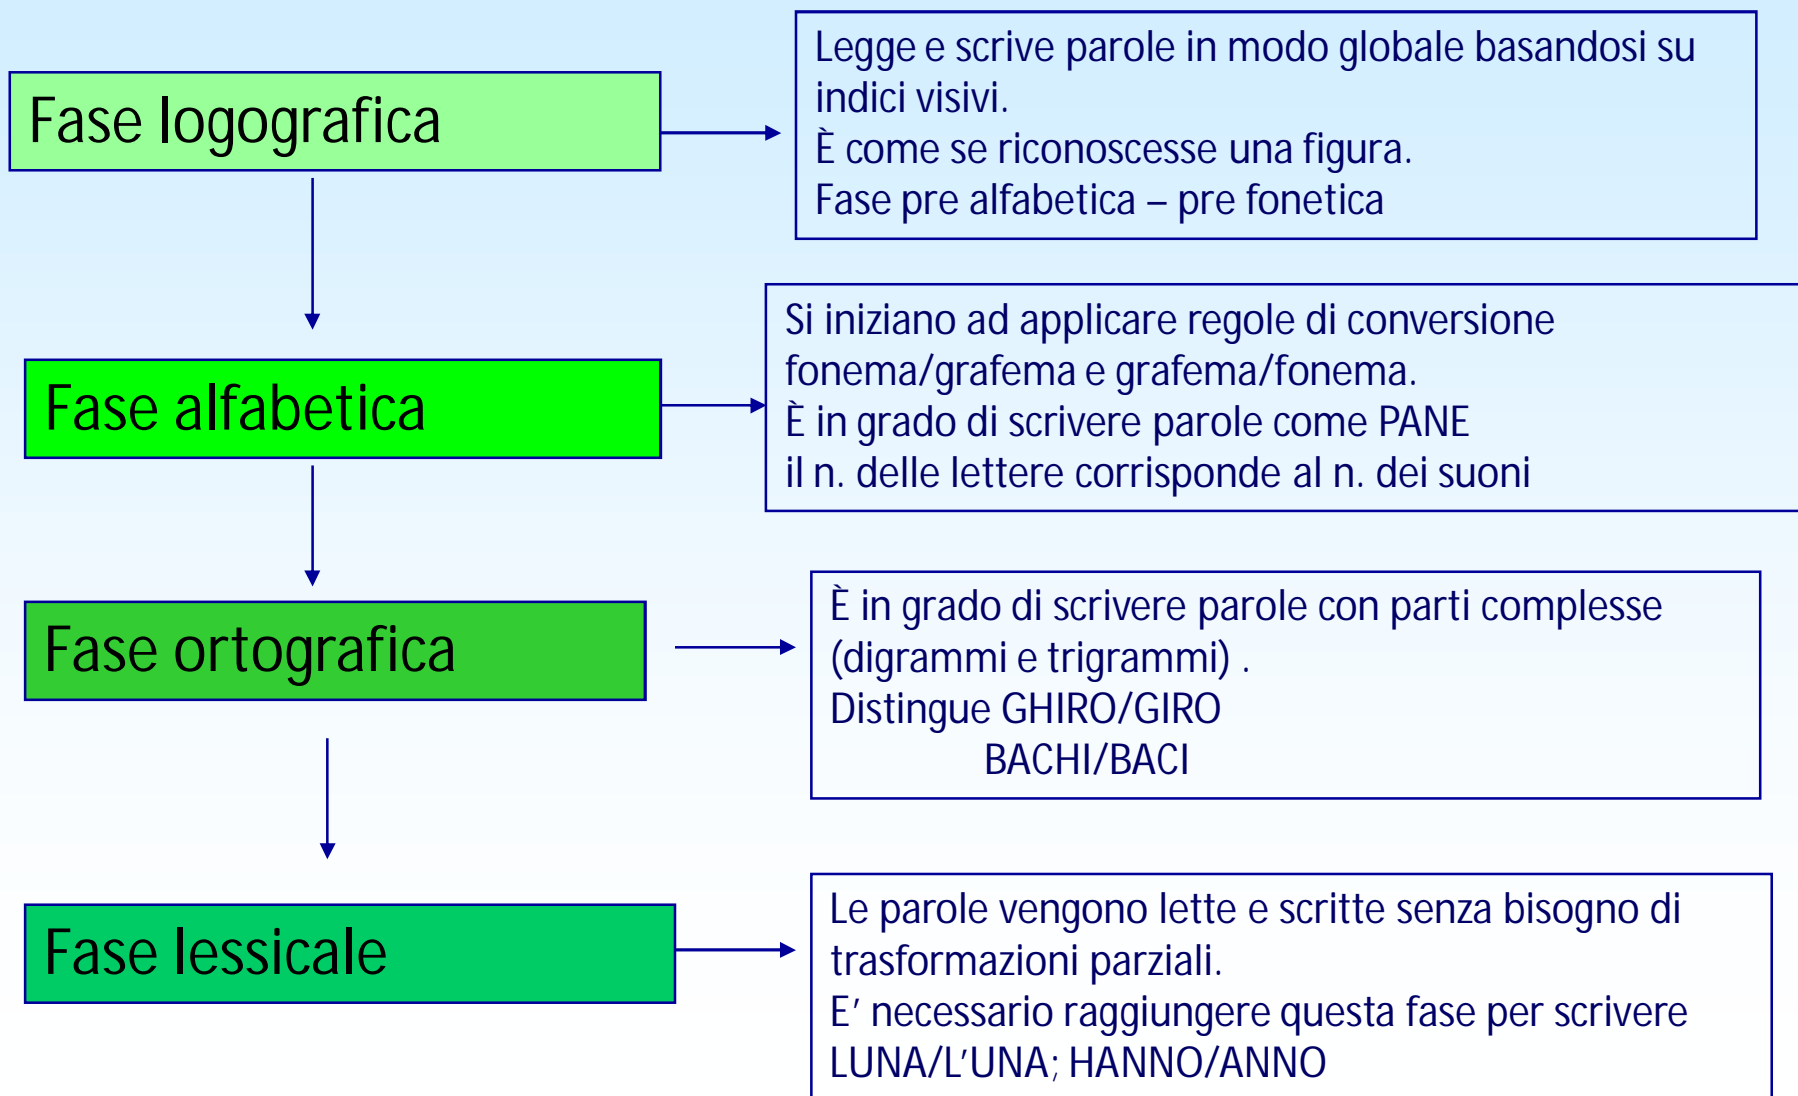 Fase logografica
Legge e scrive parole in modo globale basandosi su
indici visivi.
È come se riconoscesse una figura.
Fase pre alfabetica – pre fonetica
Fase alfabetica
Si iniziano ad applicare regole di conversione
fonema/grafema e grafema/fonema.
È in grado di scrivere parole come PANE
il n. delle lettere corrisponde al n. dei suoni
Fase ortografica
È in grado di scrivere parole con parti complesse
(digrammi e trigrammi) .
Distingue GHIRO/GIRO
BACHI/BACI
Fase lessicale
Le parole vengono lette e scritte senza bisogno di
trasformazioni parziali.
E’ necessario raggiungere questa fase per scrivere
LUNA/L’UNA; HANNO/ANNO